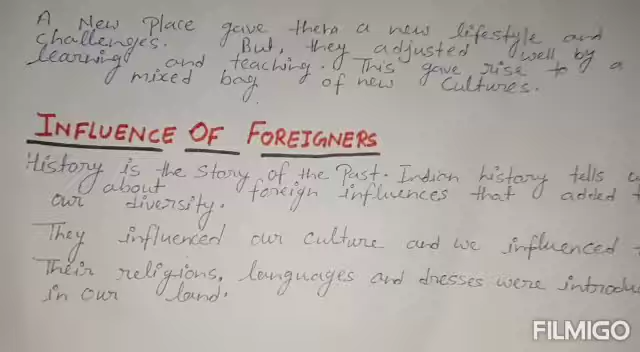 A New Place gave them a new lifestyle and
challenges. But, they adjusted well by
learning and teaching. This gave rise to a
mixed bag of new cultures.
INFLUENCE OF FOREIGNERS
History is the story of the Past. Indian history tells
about foreign influences that added
our diversity.
They influenced our culture and we influenced
Their religions, languages and dresses were introdu
in our land.
FILMIGO